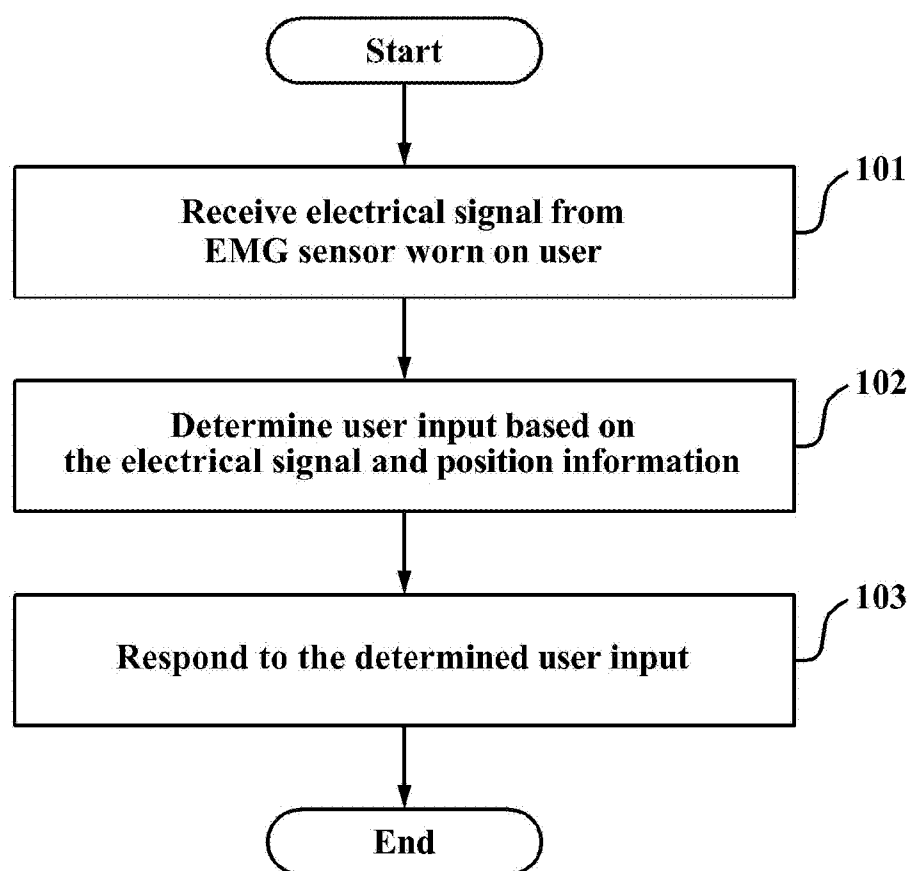 Start
101
Receive electrical signal from
EMG sensor worn on user
102
Determine user input based on
the electrical signal and position information
103
Respond to the determined user input
End